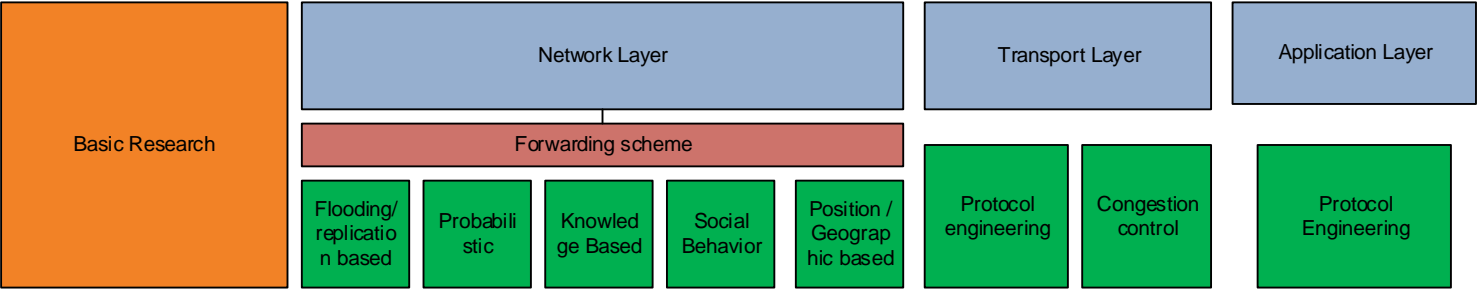 Basic Research
Network Layer
Transport Layer
Application Layer
Forwarding scheme
Flooding/
replicatio
n based
Probabili
stic
Knowled
ge Based
Social
Behavior
Position /
Geograp
hic based
Protocol
engineering
Congestion
control
Protocol
Engineering